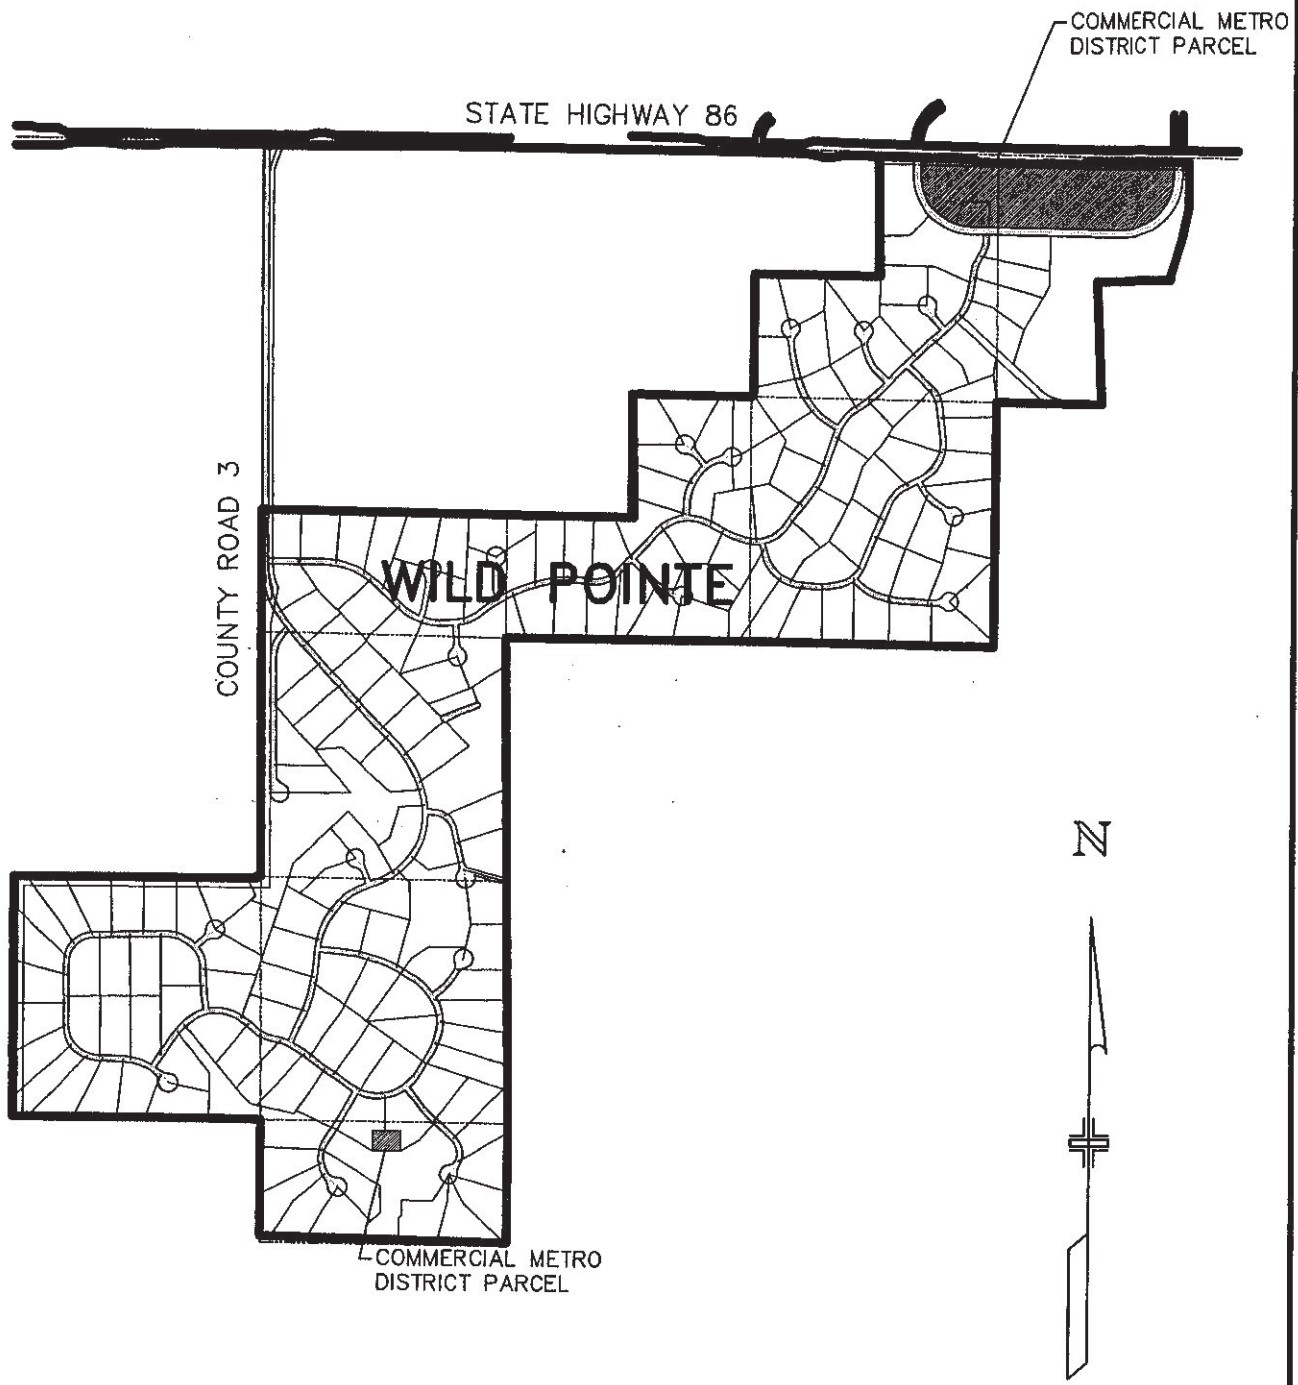 COMMERCIAL METRO
DISTRICT PARCEL
STATE HIGHWAY 86
COUNTY ROAD 3
WILD POINTE
N
COMMERCIAL METRO
DISTRICT PARCEL